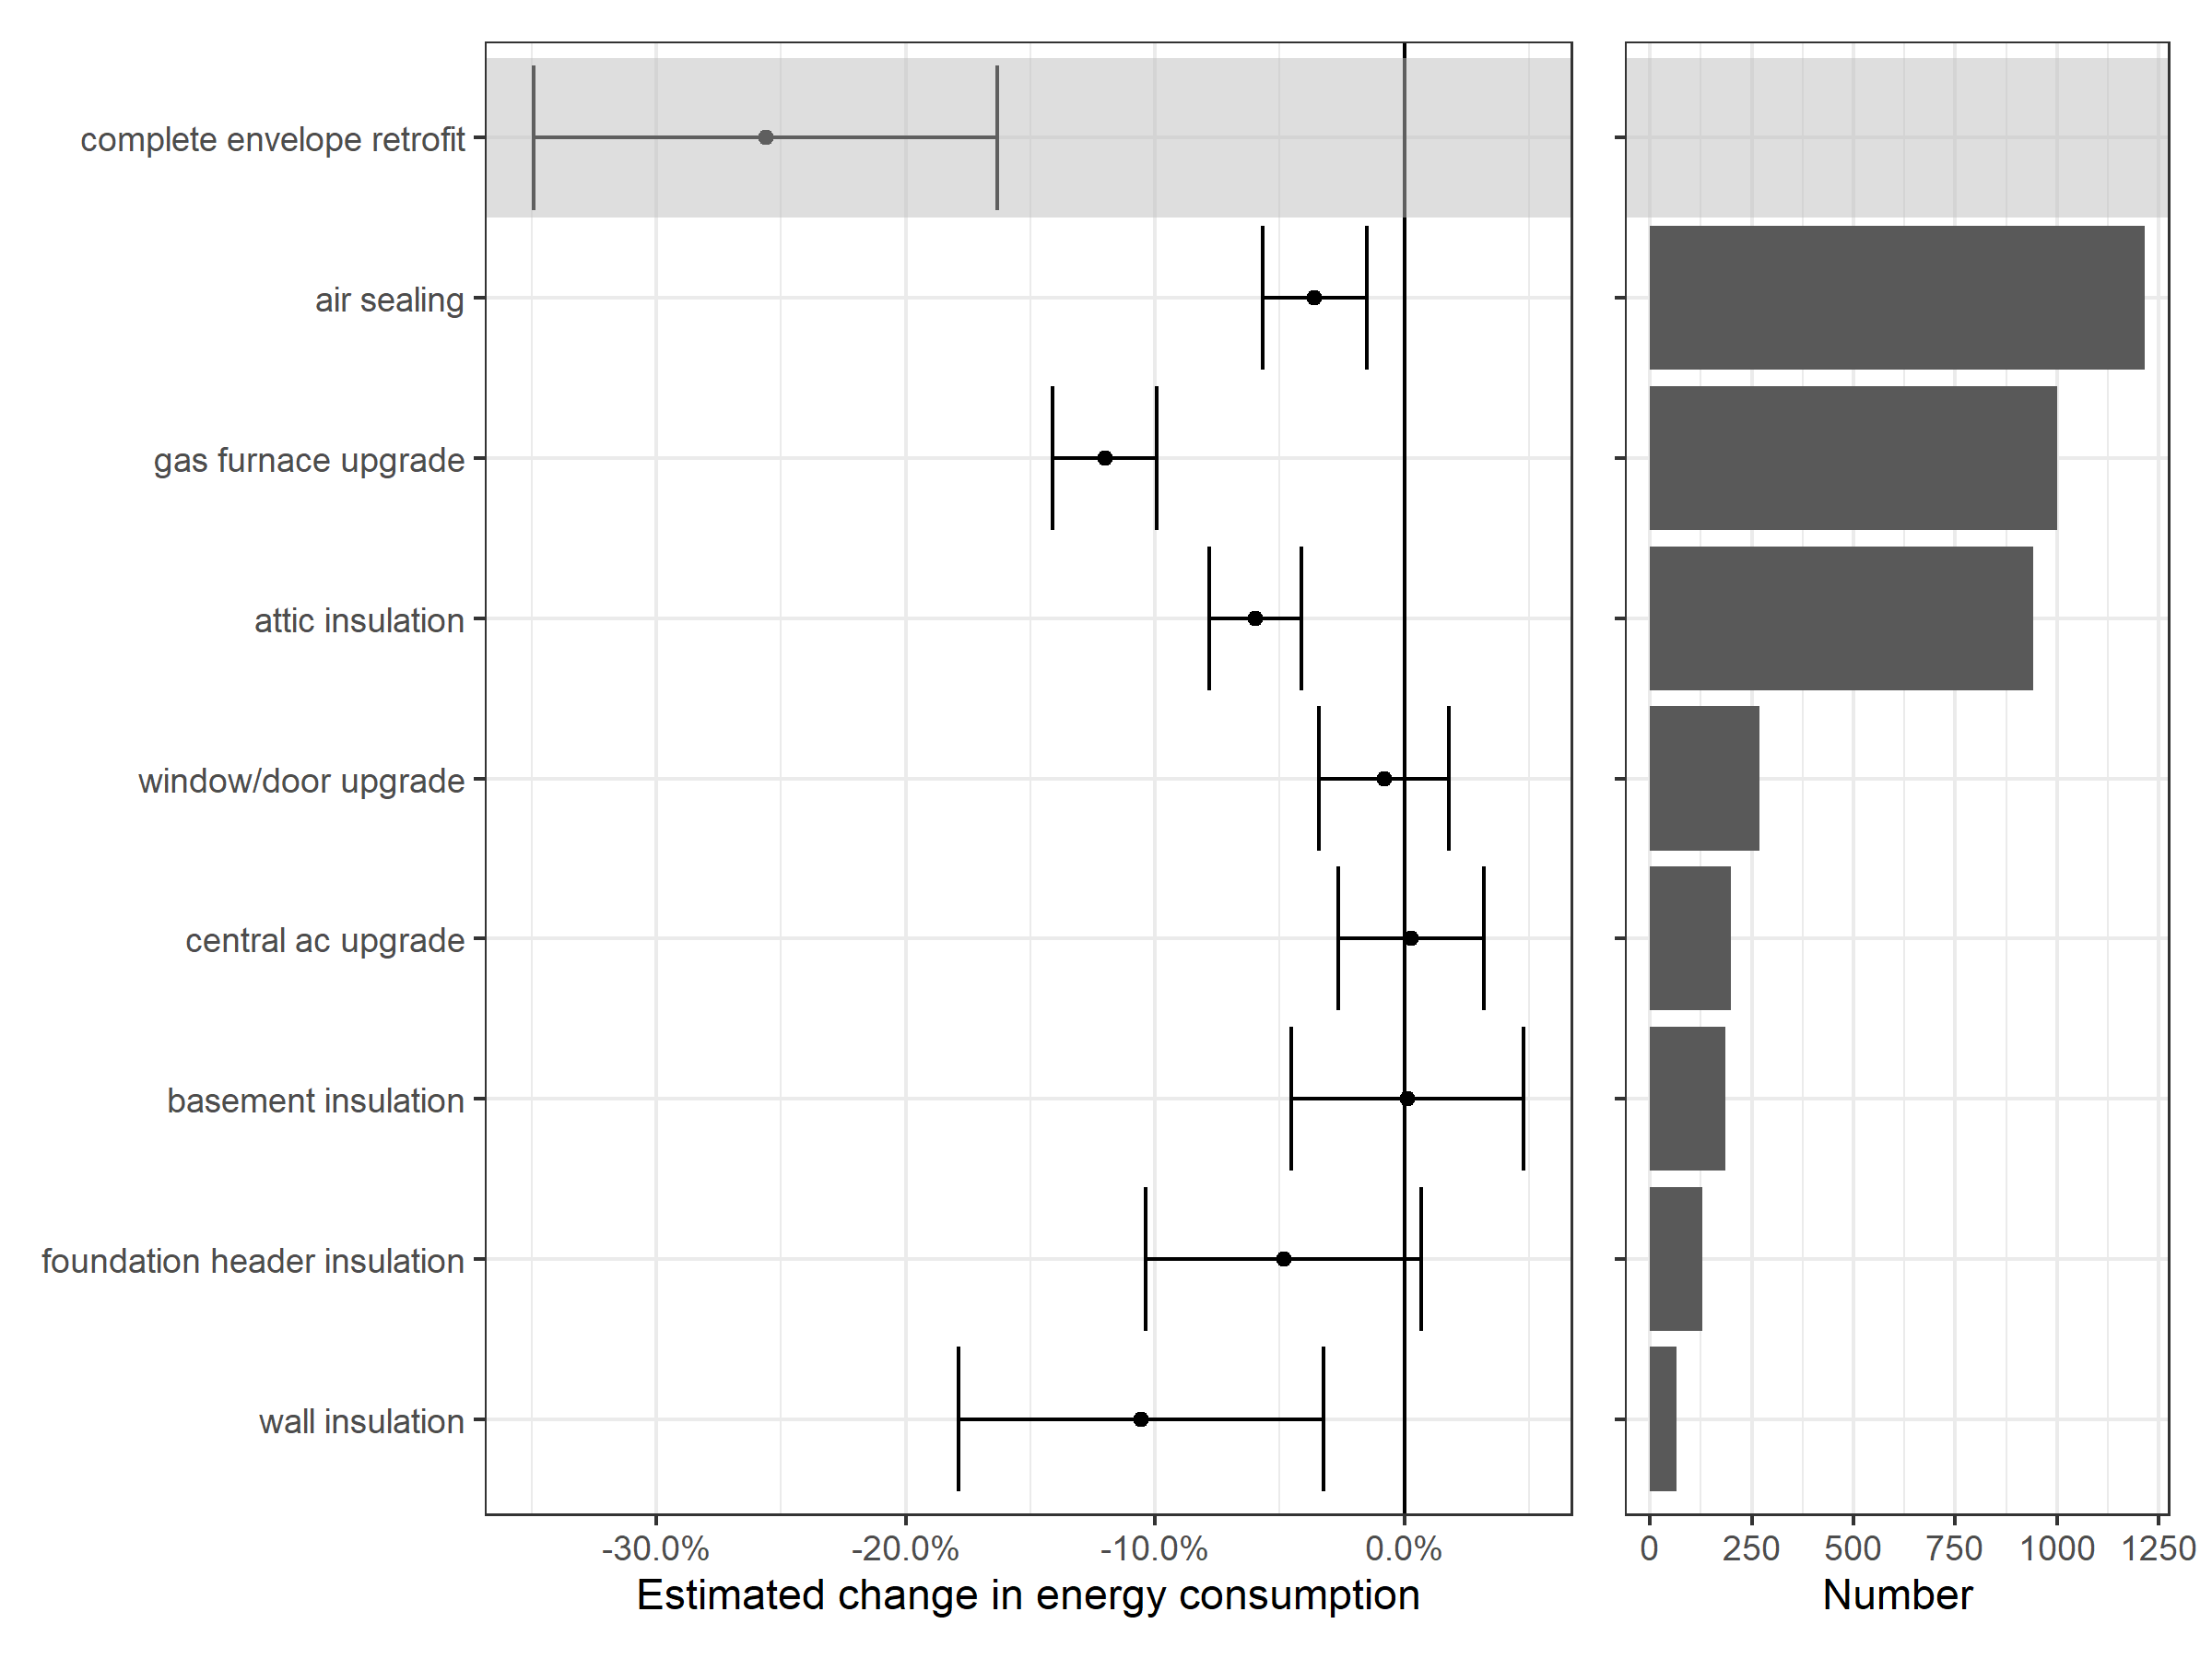 complete envelope retrofit
air sealing
gas furnace upgrade
attic insulation
window/door upgrade
central ac upgrade
basement insulation
foundation header insulation
wall insulation
-30.0% -20.0% -10.0% 0.0%
Estimated change in energy consumption
0 250 500 750 1000 1250
Number